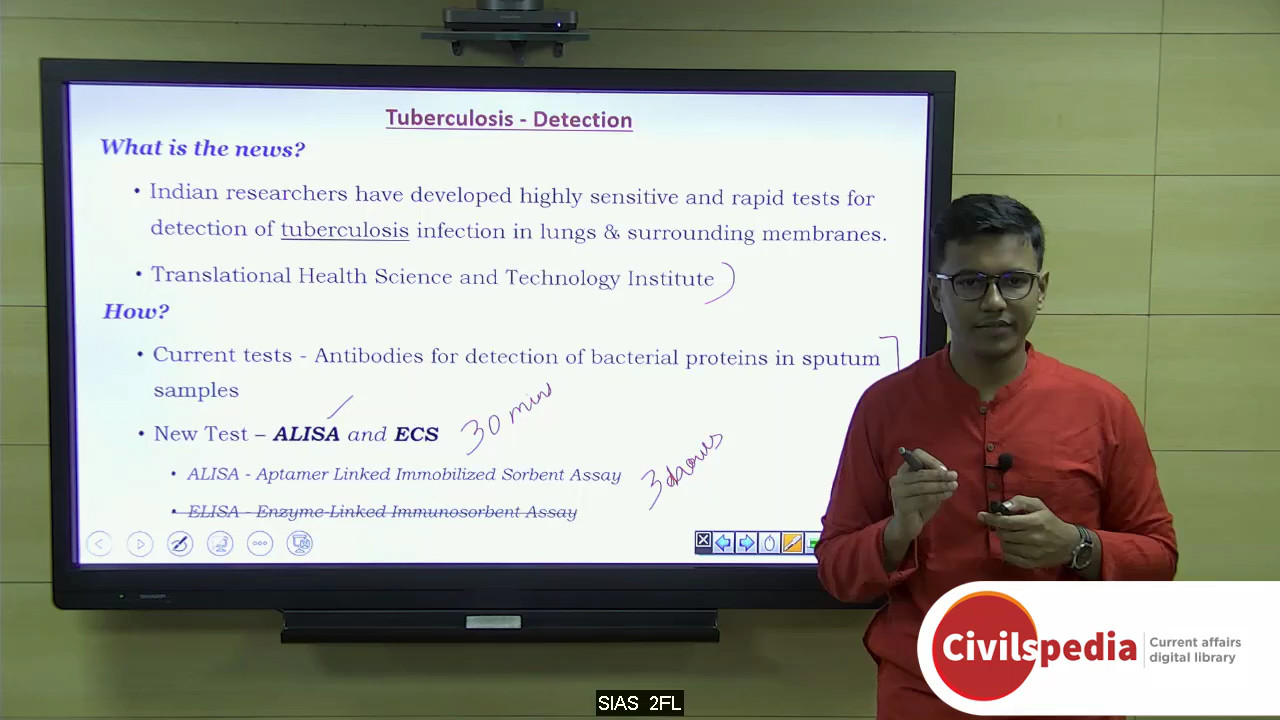 Tuberculosis - Detection
What is the news?
• Indian researchers have developed highly sensitive and rapid tests for
detection of tuberculosis infection in lungs & surrounding membranes.
• Translational Health Science and Technology Institute
How?
• Current tests - Antibodies for detection of bacterial proteins in sputum
samples
30 mins
• New Test – ALISA and ECS
3 hours
• ALISA - Aptamer Linked Immobilized Sorbent Assay
• ELISA - Enzyme-Linked Immunosorbent Assay
SHARP
Civilspedia
Current affairs
digital library
SIAS 2FL